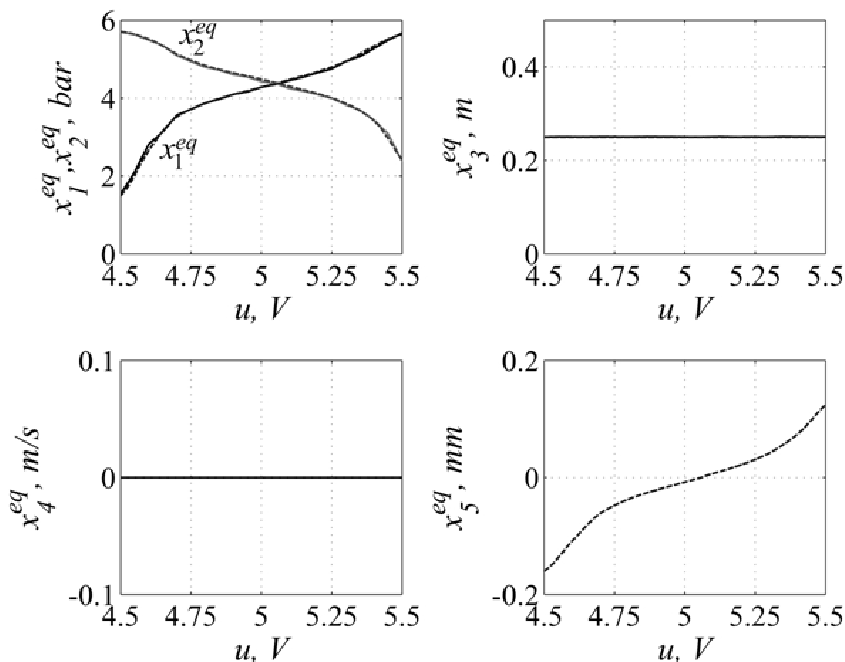 x_1^{eq}, x_2^{eq}, bar
6
4
2
0
x_2^{eq}
x_1^{eq}
4.5 4.75 5 5.25 5.5
u, V
x_3^{eq}, m
0.4
0.2
0
4.5 4.75 5 5.25 5.5
u, V
x_4^{eq}, m/s
0.1
0
-0.1
4.5 4.75 5 5.25 5.5
u, V
x_5^{eq}, mm
0.2
0
-0.2
4.5 4.75 5 5.25 5.5
u, V